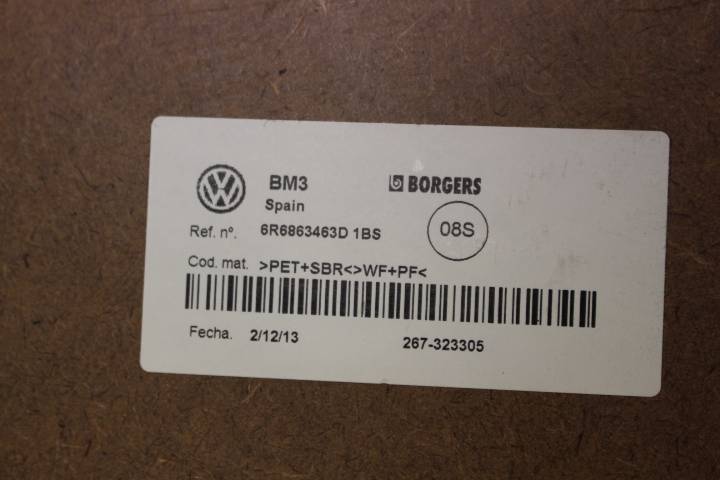 BM3 BORGERS
Spain
Ref. nº. 6R6863463D 1BS 08S
Cod. mat. >PET+SBR<>WF+PF<
Fecha. 2/12/13 267-323305